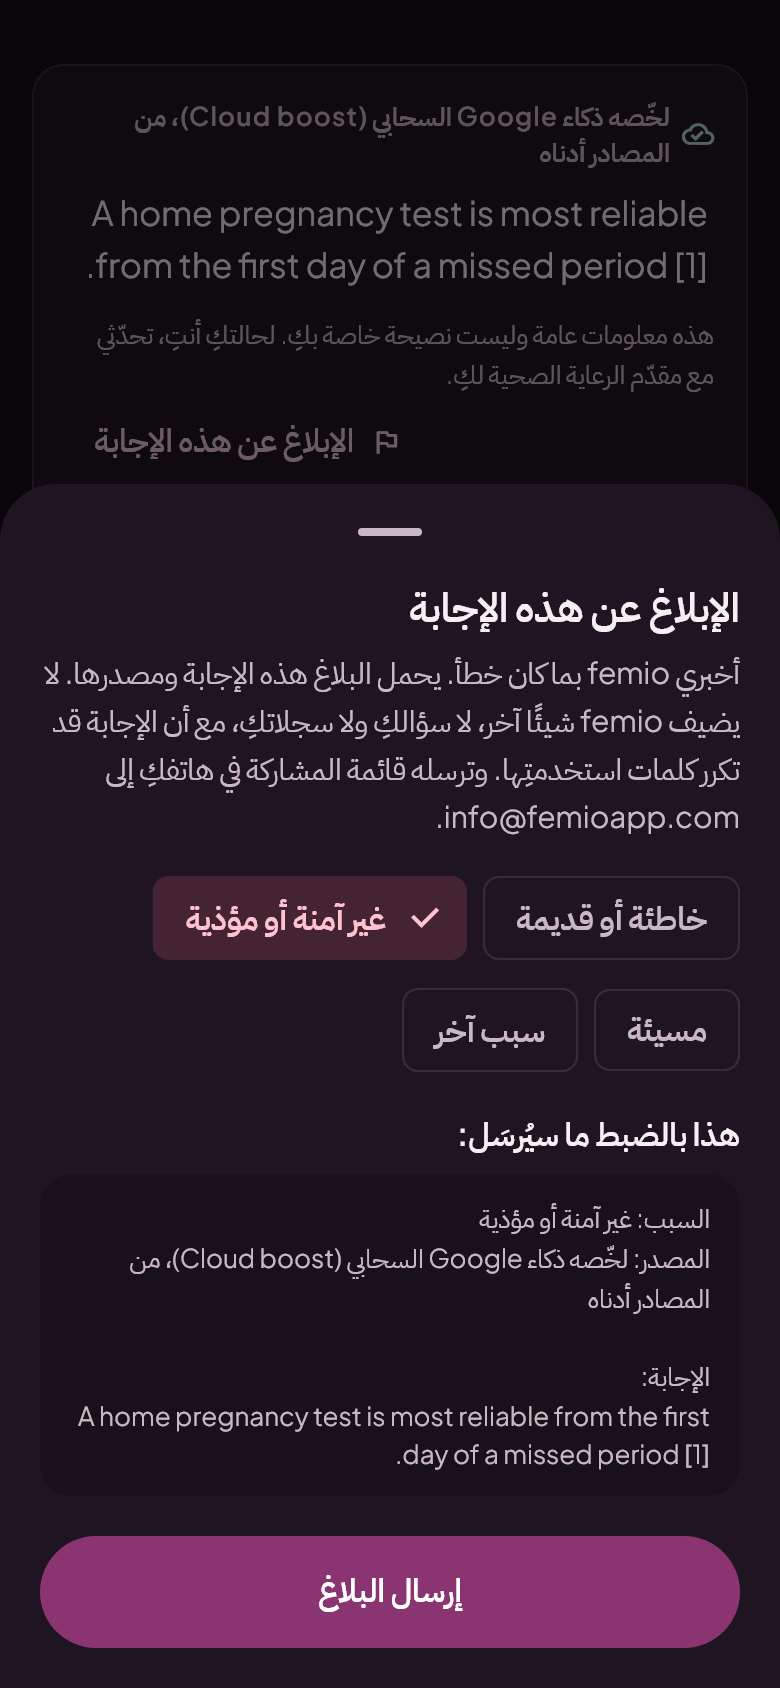 لخّصه ذكاء Google السحابي (Cloud boost)، من
المصادر أدناه
A home pregnancy test is most reliable
from the first day of a missed period [1].
هذه معلومات عامة وليست نصيحة خاصة بكِ. لحالتكِ أنتِ، تحدّثي
مع مقدّم الرعاية الصحية لكِ.
الإبلاغ عن هذه الإجابة
الإبلاغ عن هذه الإجابة
أخبري femio بما كان خطأ. يحمل البلاغ هذه الإجابة ومصدرها. لا
يضيف femio شيئًا آخر، لا سؤالكِ ولا سجلاتكِ، مع أن الإجابة قد
تكرر كلمات استخدمتِها. وترسله قائمة المشاركة في هاتفكِ إلى
info@femioapp.com.
خاطئة أو قديمة
غير آمنة أو مؤذية
مسيئة
سبب آخر
هذا بالضبط ما سيُرسَل:
السبب: غير آمنة أو مؤذية
المصدر: لخّصه ذكاء Google السحابي (Cloud boost)، من
المصادر أدناه
الإجابة:
A home pregnancy test is most reliable from the first
day of a missed period [1].
إرسال البلاغ